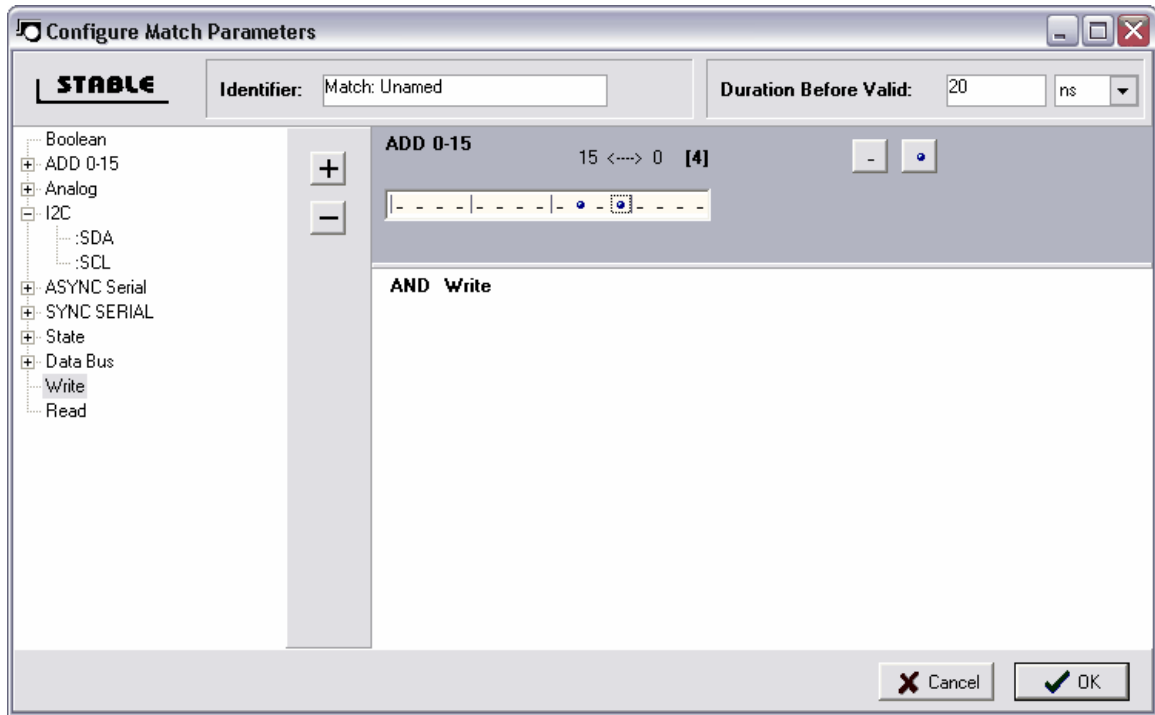 Configure Match Parameters
STABLE
Identifier:
Match: Unnamed
Duration Before Valid:
20
ns
Boolean
ADD 0-15
Analog
I2C
:SDA
:SCL
ASYNC Serial
SYNC SERIAL
State
Data Bus
Write
Read
ADD 0-15
15 <----> 0 [4]
-
|- - - - |- - - - |- • - • - - - -
AND Write
Cancel
OK